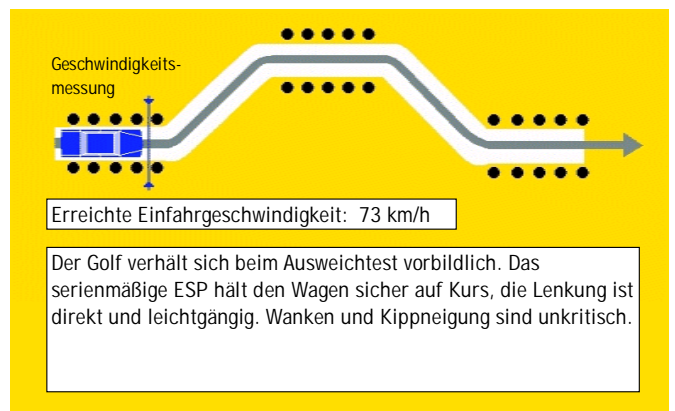 Geschwindigkeits-
messung
Erreichte Einfahrgeschwindigkeit: 73 km/h
Der Golf verhält sich beim Ausweichtest vorbildlich. Das
serienmäßige ESP hält den Wagen sicher auf Kurs, die Lenkung ist
direkt und leichtgängig. Wanken und Kippneigung sind unkritisch.